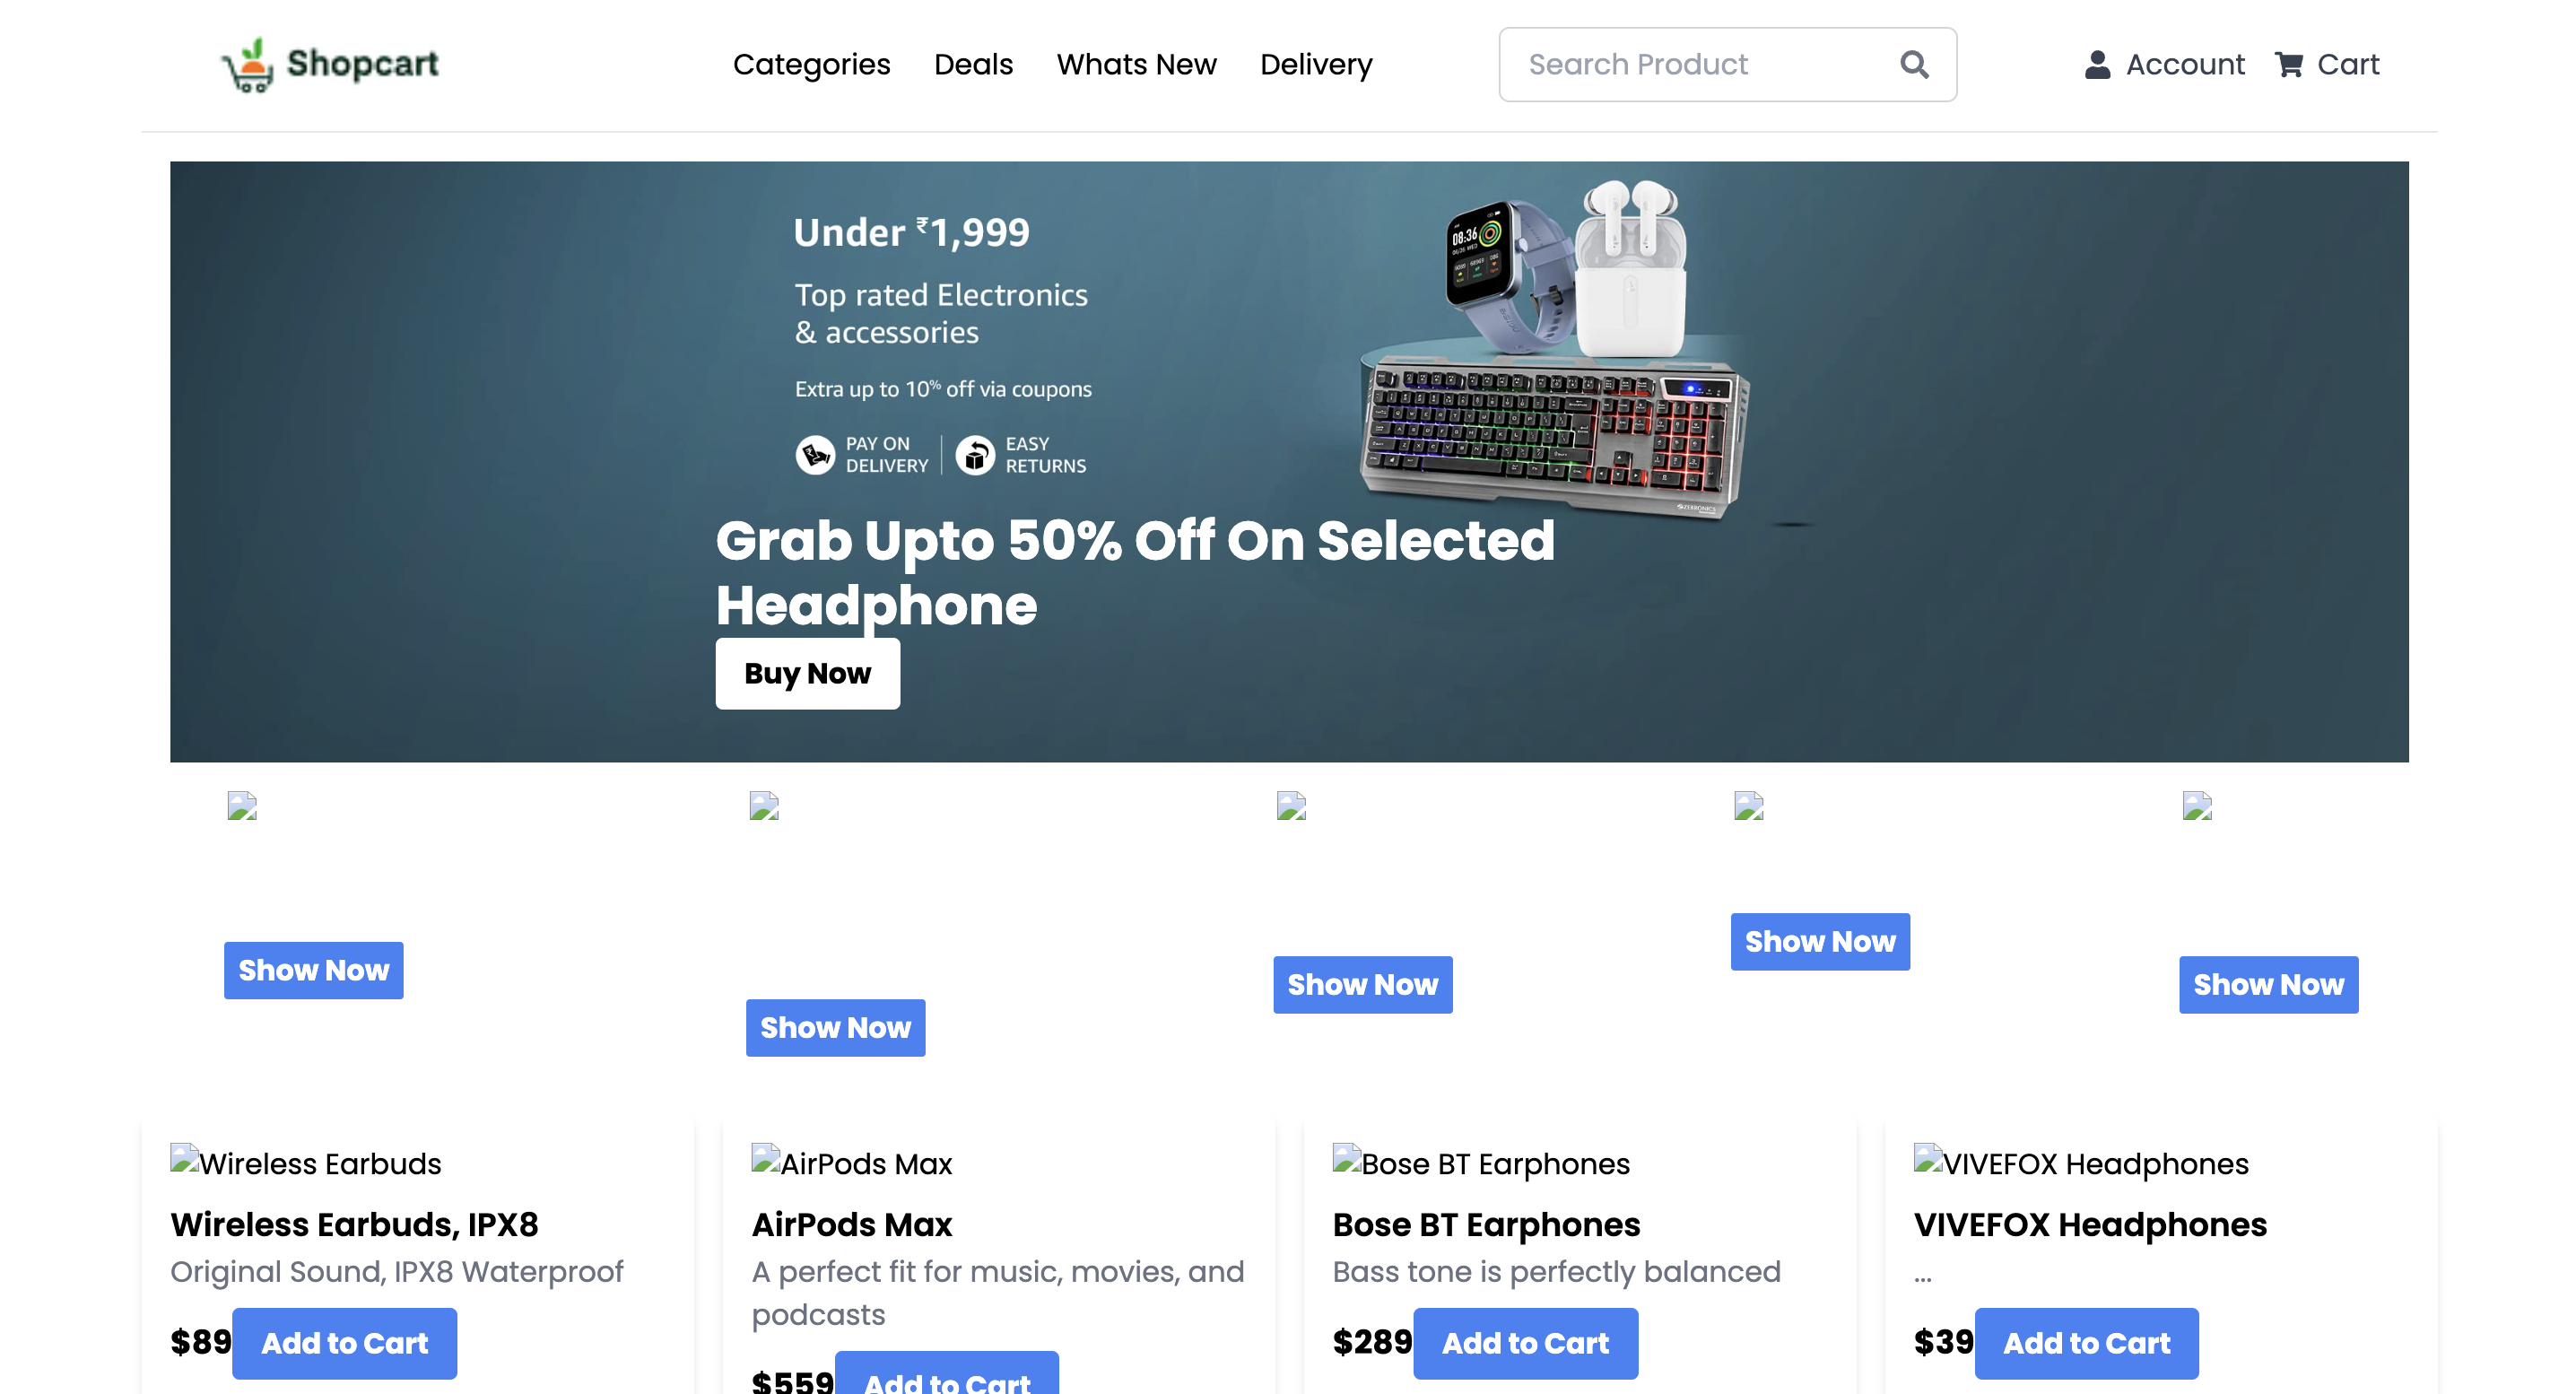 Shopcart
Categories Deals Whats New Delivery
Search Product
Account Cart
Under ₹1,999
Top rated Electronics
& accessories
Extra up to 10% off via coupons
PAY ON
DELIVERY
EASY
RETURNS
08:36
ZEBRONICS
Grab Upto 50% Off On Selected
Headphone
Buy Now
Show Now
Show Now
Show Now
Show Now
Show Now
Wireless Earbuds
Wireless Earbuds, IPX8
Original Sound, IPX8 Waterproof
$89 Add to Cart
AirPods Max
AirPods Max
A perfect fit for music, movies, and
podcasts
$559 Add to Cart
Bose BT Earphones
Bose BT Earphones
Bass tone is perfectly balanced
$289 Add to Cart
VIVEFOX Headphones
VIVEFOX Headphones
...
$39 Add to Cart